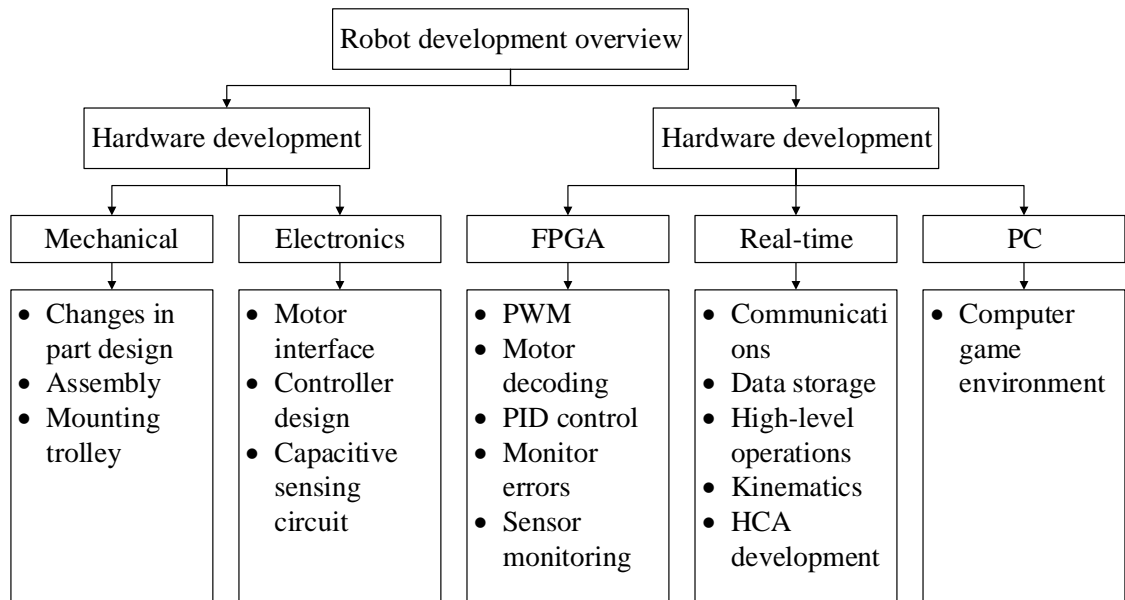 Robot development overview
Hardware development
Hardware development
Mechanical
Electronics
FPGA
Real-time
PC
• Changes in
part design
• Assembly
• Mounting
trolley
• Motor
interface
• Controller
design
• Capacitive
sensing
circuit
• PWM
• Motor
decoding
• PID control
• Monitor
errors
• Sensor
monitoring
• Communicati
ons
• Data storage
• High-level
operations
• Kinematics
• HCA
development
• Computer
game
environment